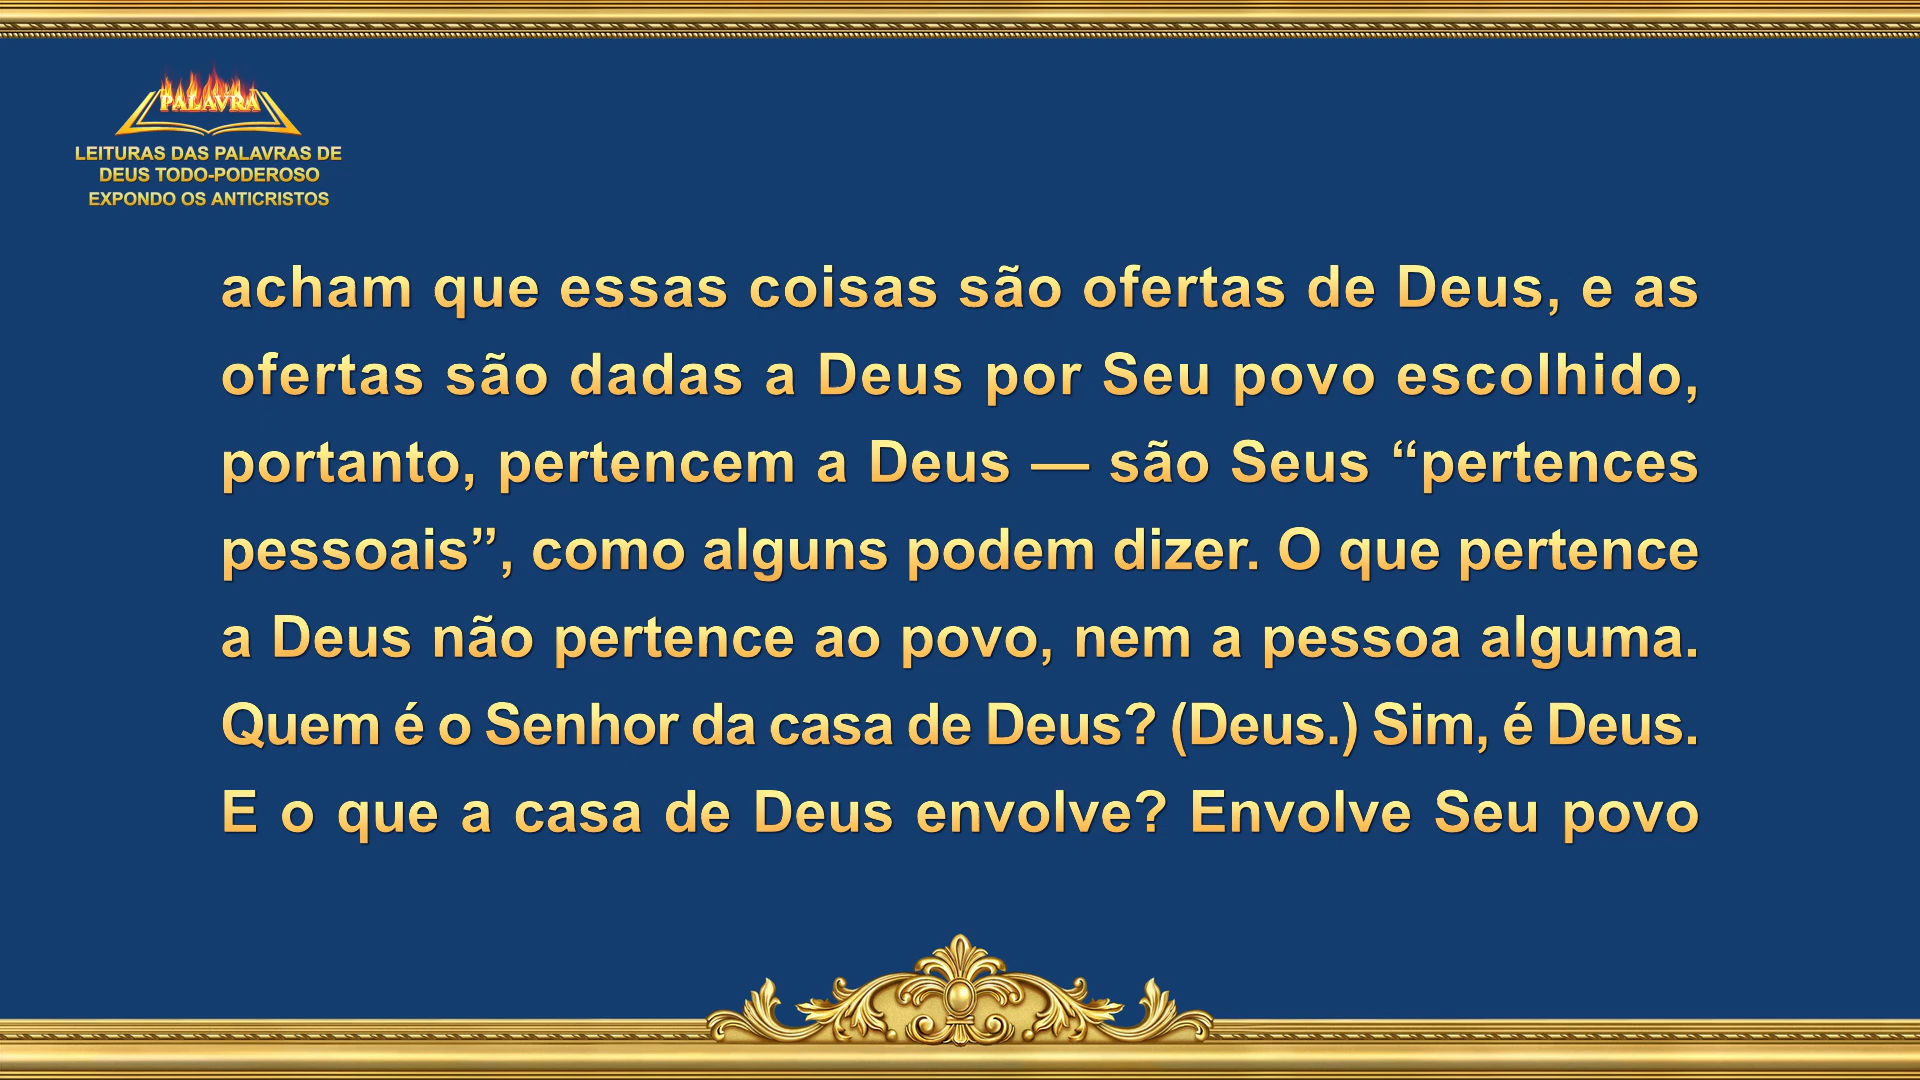 PALAVRA
LEITURAS DAS PALAVRAS DE
DEUS TODO-PODEROSO
EXPONDO OS ANTICRISTOS
acham que essas coisas são ofertas de Deus, e as
ofertas são dadas a Deus por Seu povo escolhido,
portanto, pertencem a Deus — são Seus “pertences
pessoais”, como alguns podem dizer. O que pertence
a Deus não pertence ao povo, nem a pessoa alguma.
Quem é o Senhor da casa de Deus? (Deus.) Sim, é Deus.
E o que a casa de Deus envolve? Envolve Seu povo